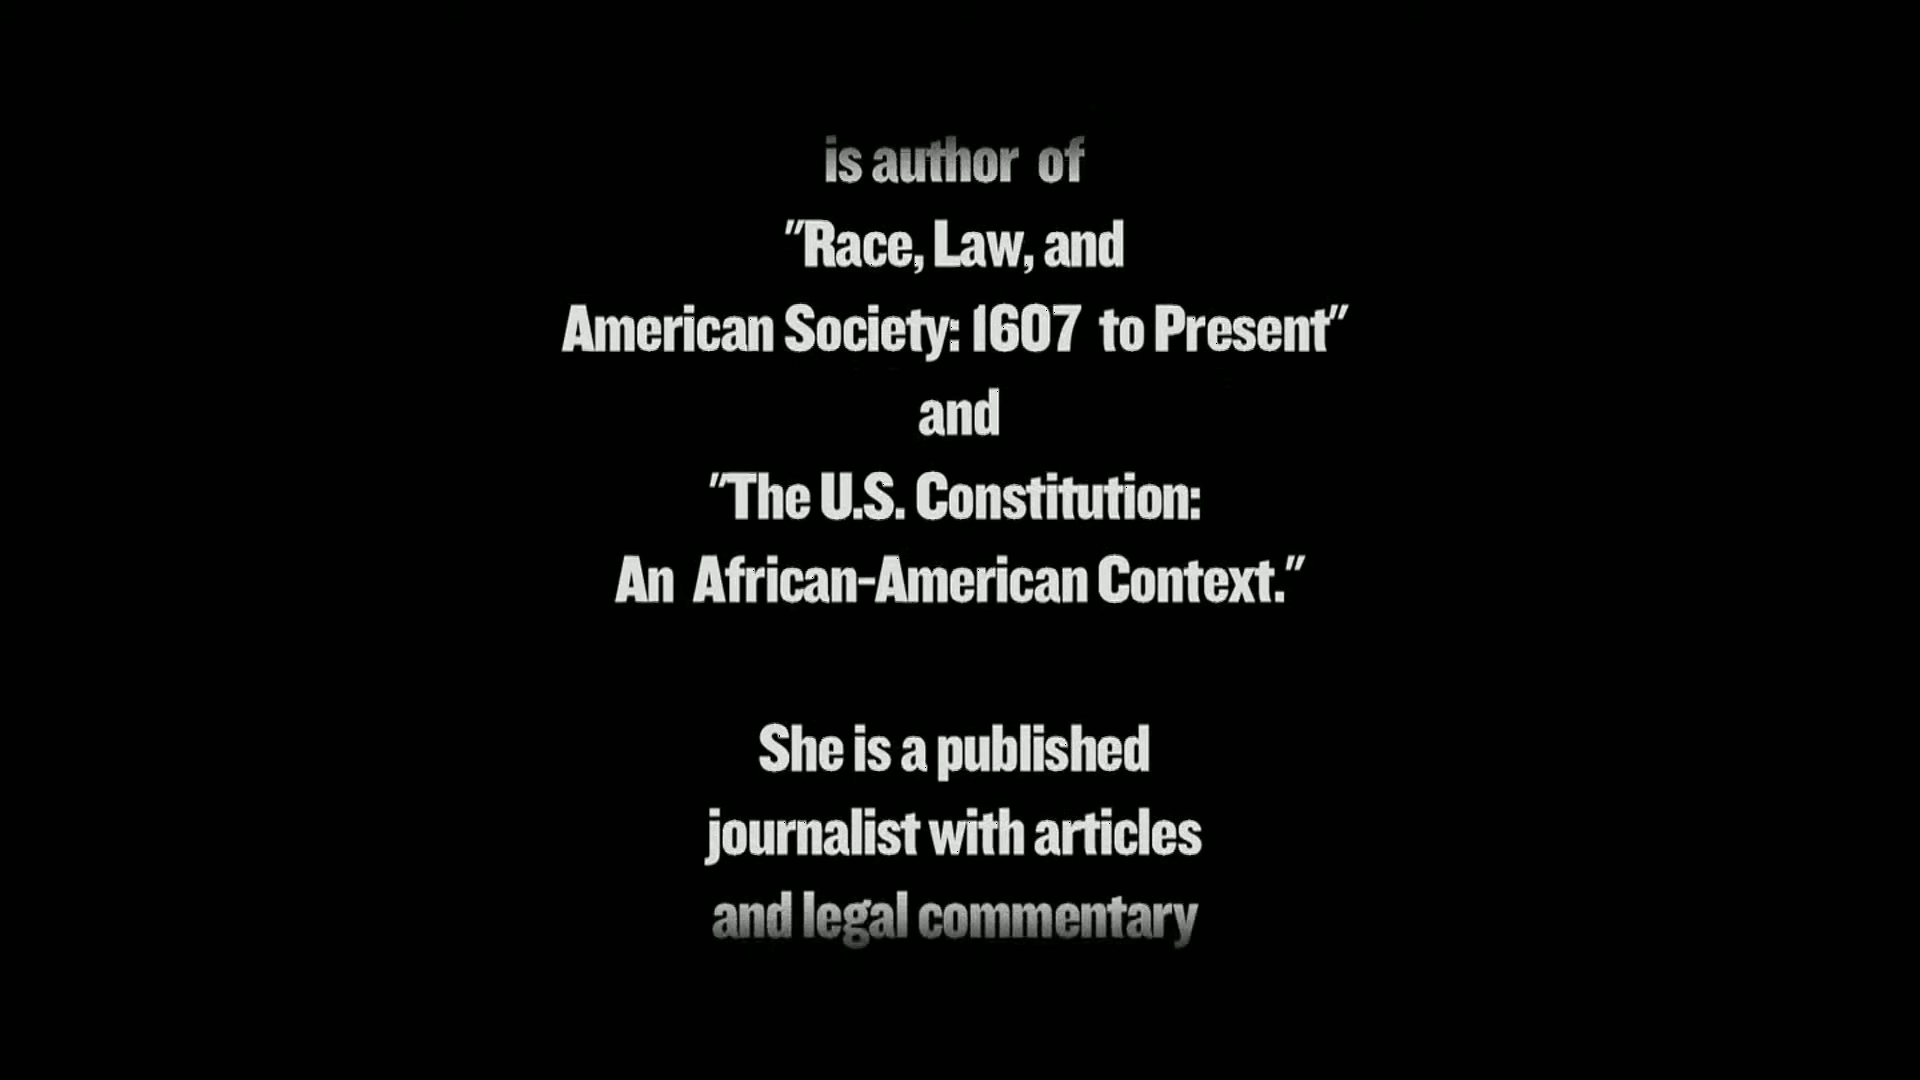 is author of
"Race, Law, and
American Society: 1607 to Present"
and
"The U.S. Constitution:
An African-American Context."
She is a published
journalist with articles
and legal commentary